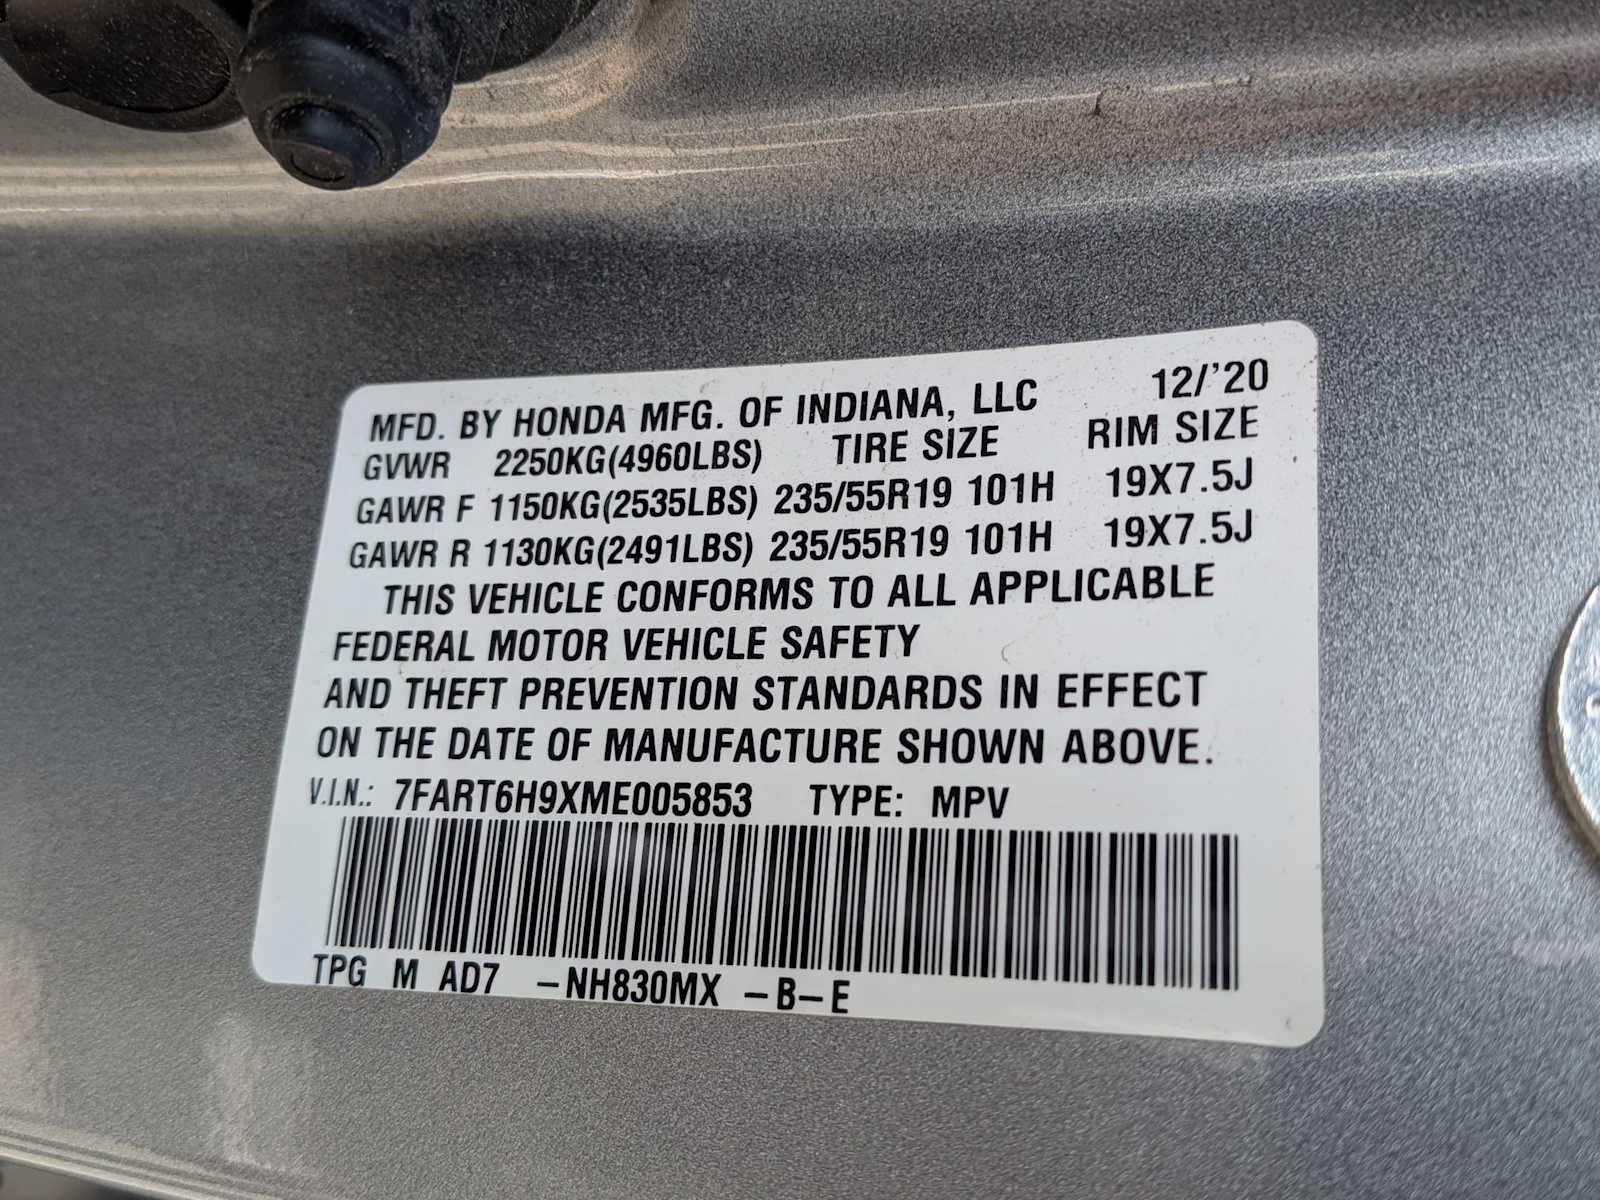 MFD. BY HONDA MFG. OF INDIANA, LLC 12/'20
GVWR 2250KG(4960LBS) TIRE SIZE RIM SIZE
GAWR F 1150KG(2535LBS) 235/55R19 101H 19X7.5J
GAWR R 1130KG(2491LBS) 235/55R19 101H 19X7.5J
THIS VEHICLE CONFORMS TO ALL APPLICABLE
FEDERAL MOTOR VEHICLE SAFETY
AND THEFT PREVENTION STANDARDS IN EFFECT
ON THE DATE OF MANUFACTURE SHOWN ABOVE.
V.I.N.: 7FART6H9XME005853 TYPE: MPV
TPG M AD7 -NH830MX -B-E